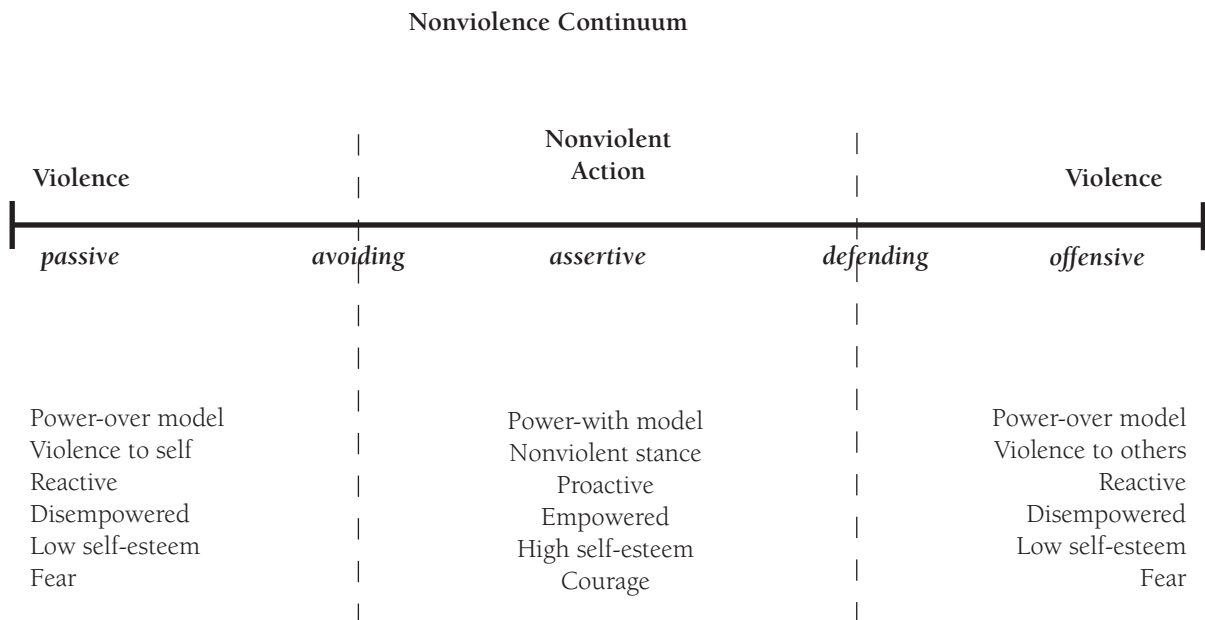 Nonviolence Continuum
Nonviolent
Action
Violence
Violence
passive
avoiding
assertive
defending
offensive
Power-over model
Violence to self
Reactive
Disempowered
Low self-esteem
Fear
Power-with model
Nonviolent stance
Proactive
Empowered
High self-esteem
Courage
Power-over model
Violence to others
Reactive
Disempowered
Low self-esteem
Fear